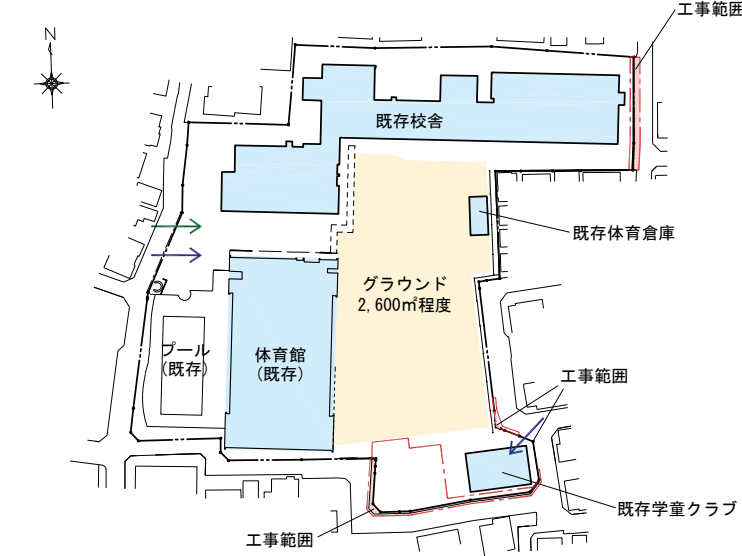 工事範囲
N
既存校舎
既存体育倉庫
グラウンド
2,600㎡程度
プール
(既存)
体育館
(既存)
工事範囲
既存学童クラブ
工事範囲